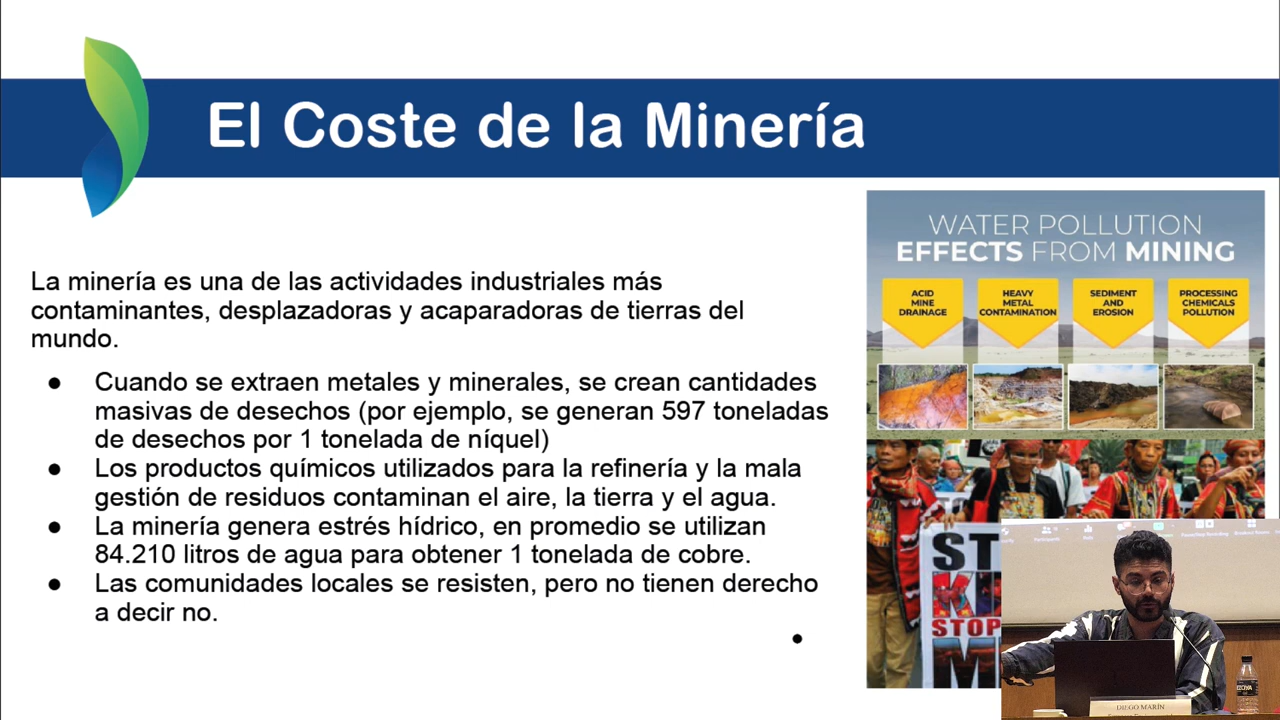 El Coste de la Minería
La minería es una de las actividades industriales más
contaminantes, desplazadoras y acaparadoras de tierras del
mundo.
● Cuando se extraen metales y minerales, se crean cantidades
masivas de desechos (por ejemplo, se generan 597 toneladas
de desechos por 1 tonelada de níquel)
● Los productos químicos utilizados para la refinería y la mala
gestión de residuos contaminan el aire, la tierra y el agua.
● La minería genera estrés hídrico, en promedio se utilizan
84.210 litros de agua para obtener 1 tonelada de cobre.
● Las comunidades locales se resisten, pero no tienen derecho
a decir no.
●
WATER POLLUTION
EFFECTS FROM MINING
ACID
MINE
DRAINAGE
HEAVY
METAL
CONTAMINATION
SEDIMENT
AND
EROSION
PROCESSING
CHEMICALS
POLLUTION
STOP
DIEGO MARÍN